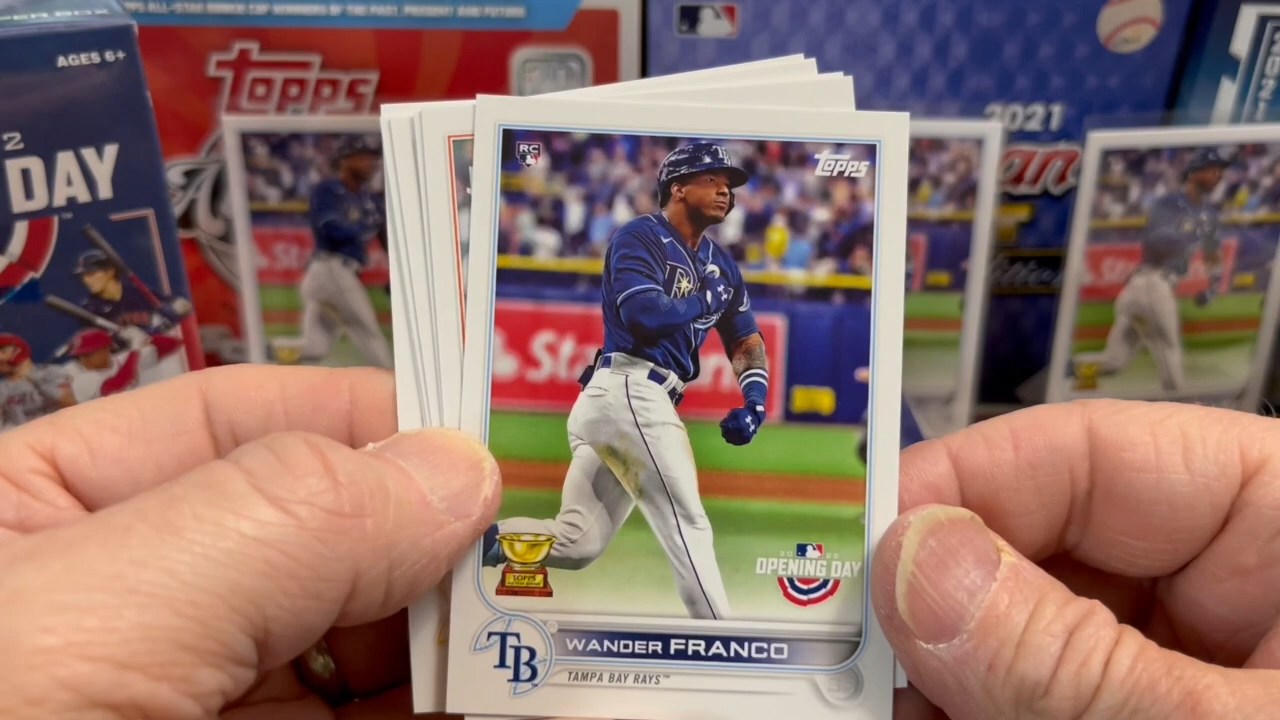 TOPPS ALL-STAR ROOKIE CUP WINNERS OF THE PAST, PRESENT AND FUTURE
AGES 6+
Topps
2
DAY
2021
RC
Topps
TOPPS
OPENING DAY
TB
WANDER FRANCO
TAMPA BAY RAYS™